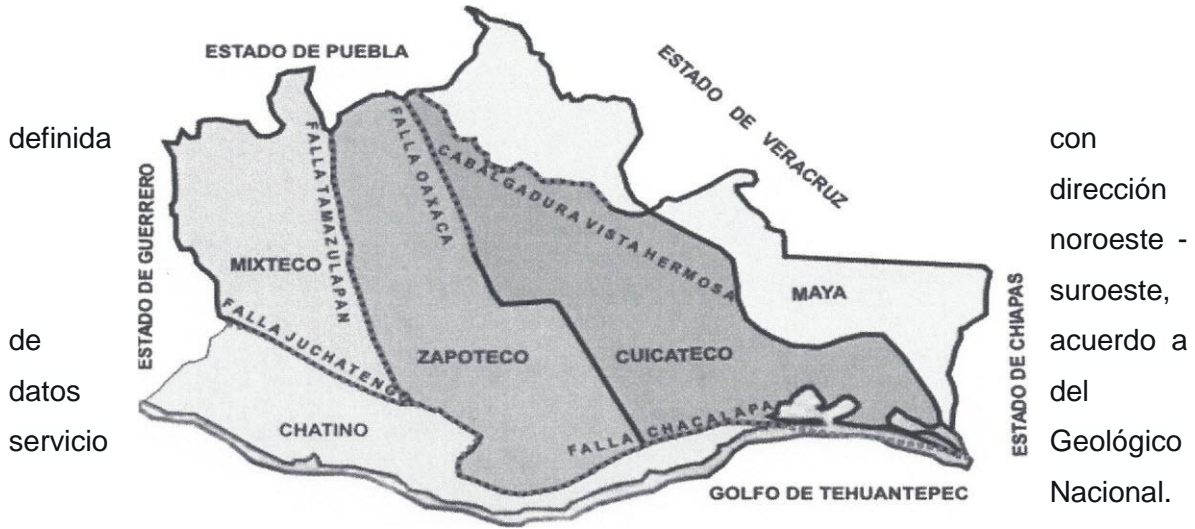 ESTADO DE PUEBLA
ESTADO DE VERACRUZ
definida con
dirección
noroeste -
suroeste,
de acuerdo a
datos del
servicio Geológico
Nacional.
ESTADO DE GUERRERO
FALLA TAMAZULAPAN
FALLA OAXACA
CABALGADURA VISTA HERMOSA
MIXTECO
MAYA
ESTADO DE CHIAPAS
FALLA JUCHATENGO
ZAPOTECO
CUICATECO
CHATINO
FALLA CHACALAPA
GOLFO DE TEHUANTEPEC